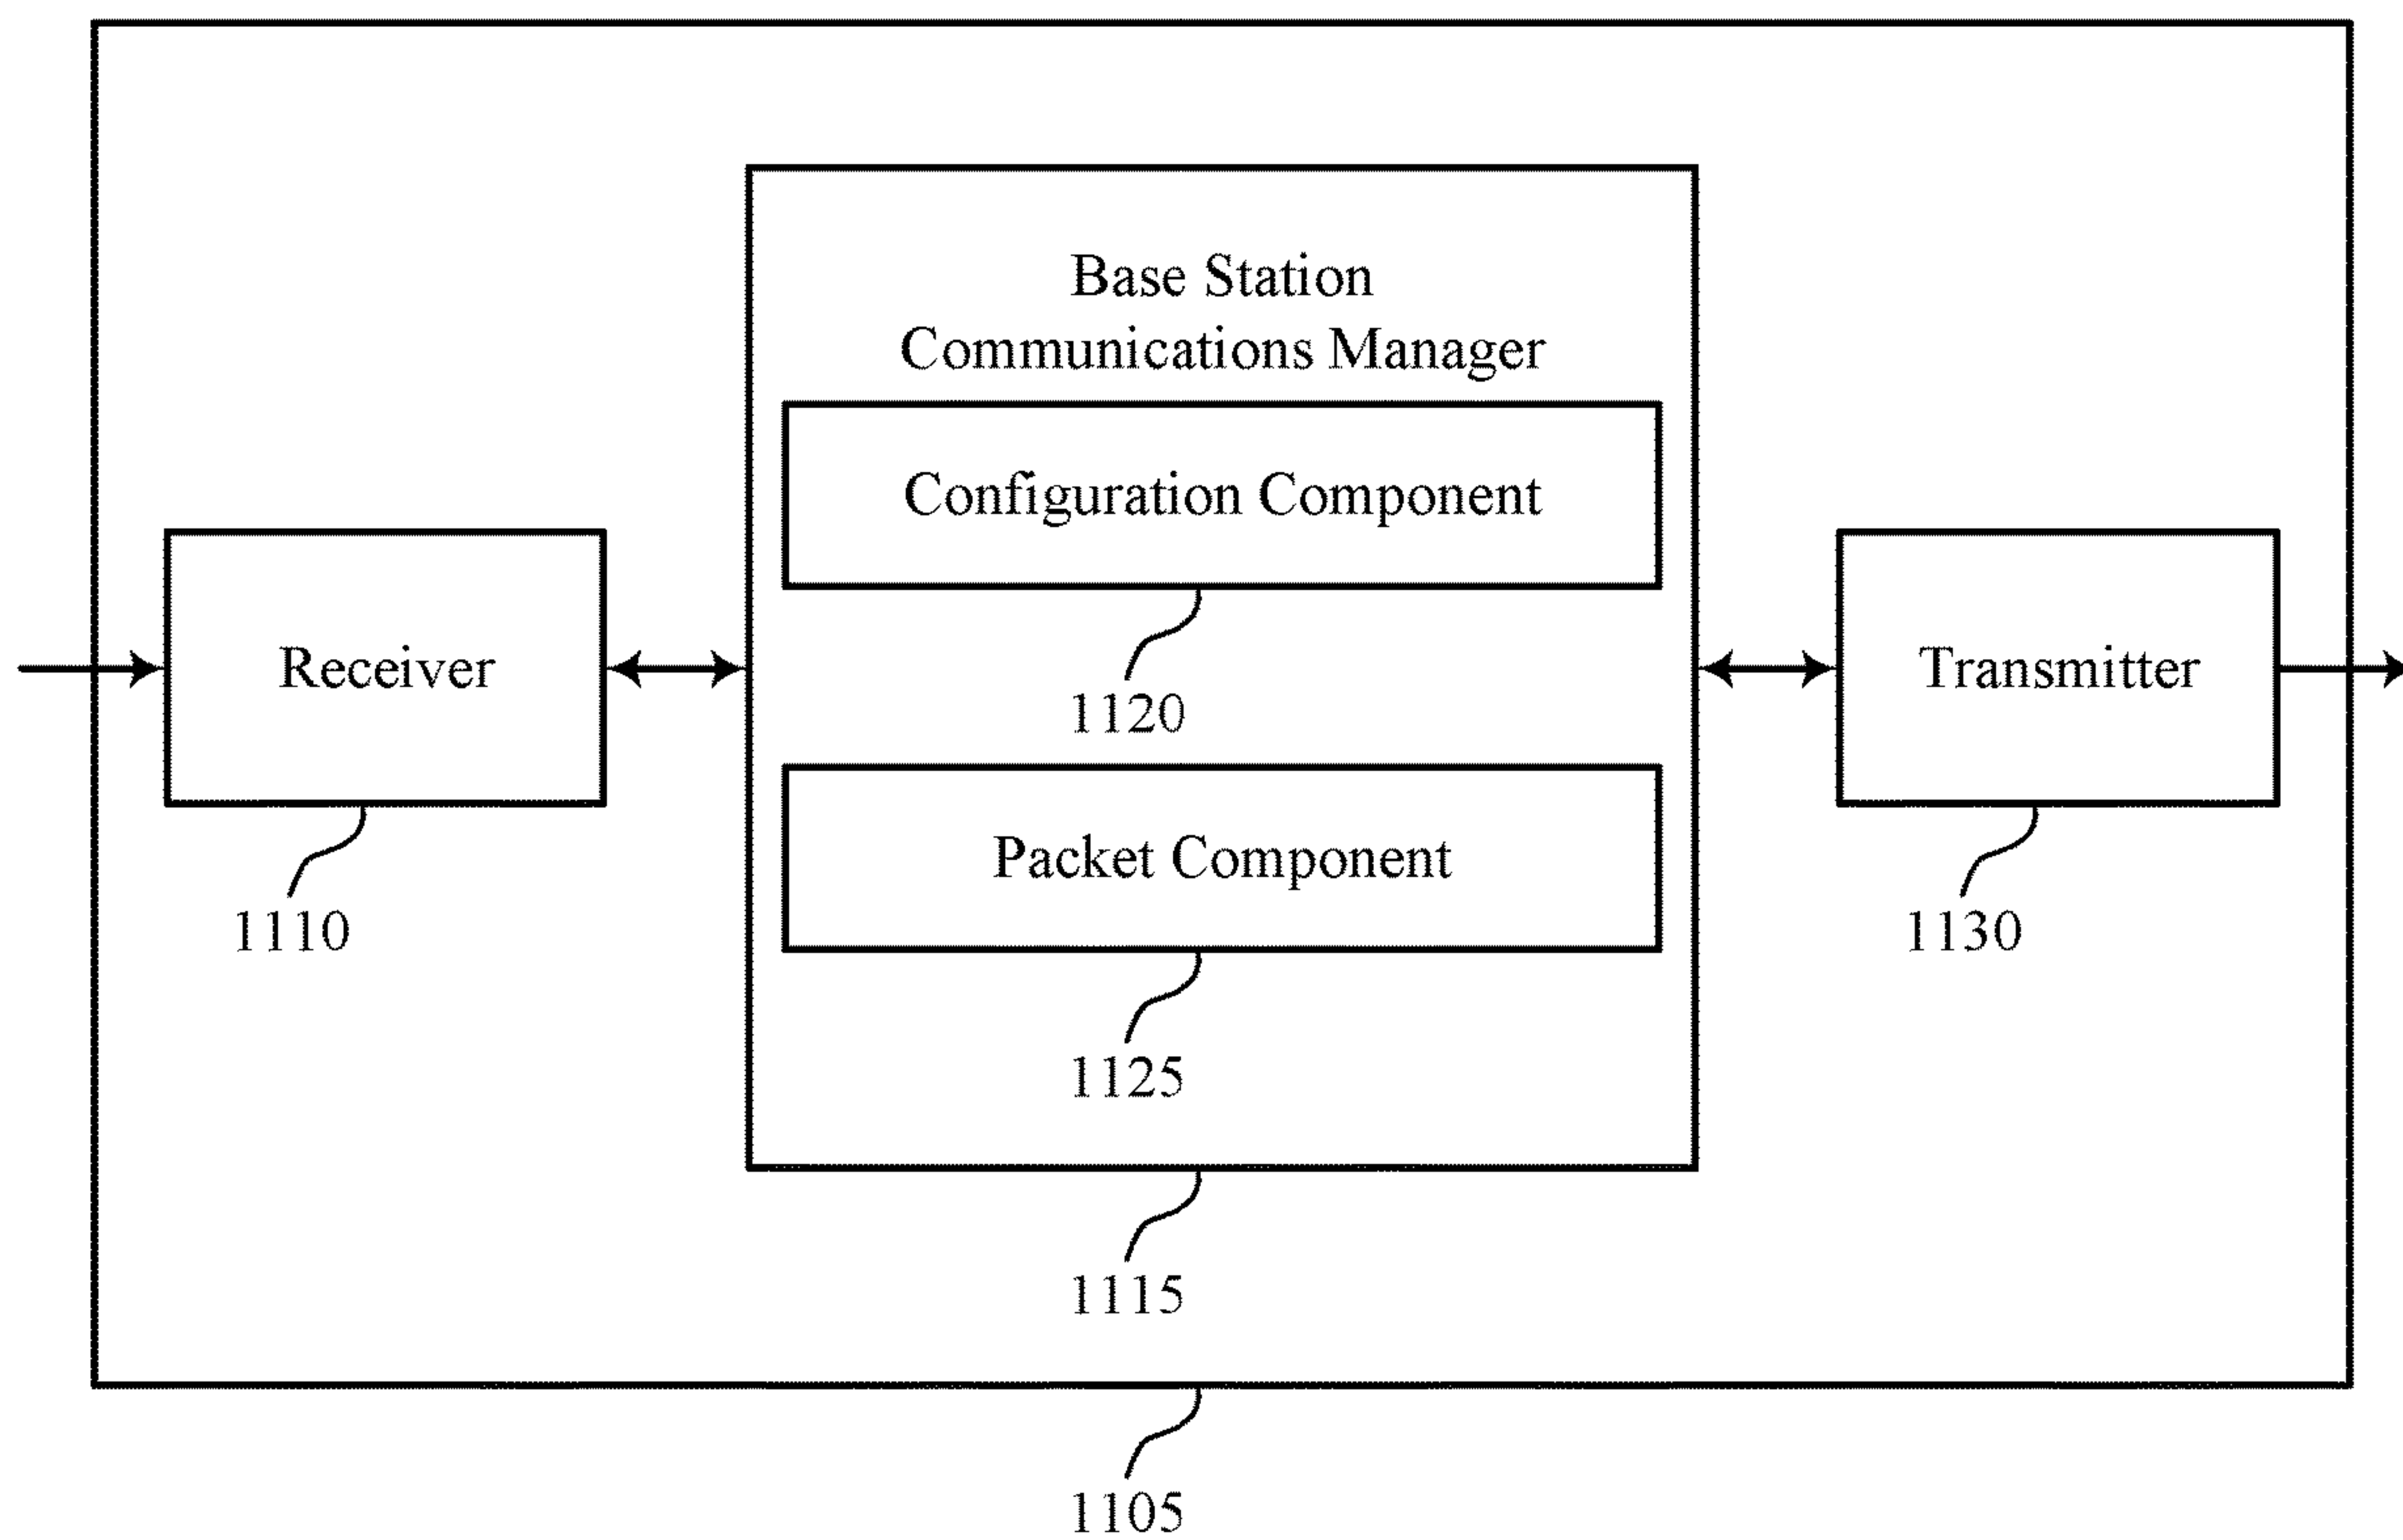 Base Station
Communications Manager
Configuration Component
1120
Receiver
1110
Packet Component
1125
Transmitter
1130
1115
1105